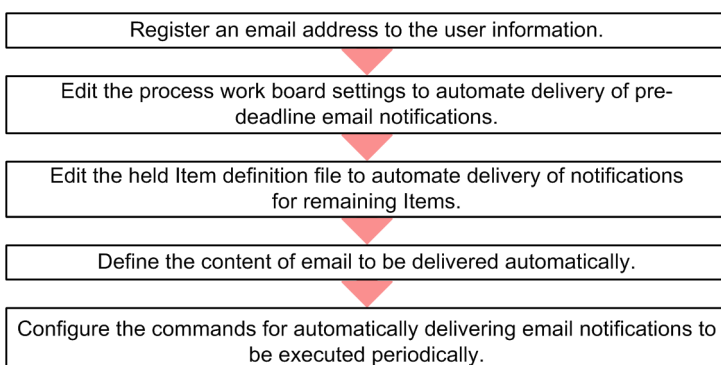 Register an email address to the user information.
Edit the process work board settings to automate delivery of pre-
deadline email notifications.
Edit the held Item definition file to automate delivery of notifications
for remaining Items.
Define the content of email to be delivered automatically.
Configure the commands for automatically delivering email notifications to
be executed periodically.